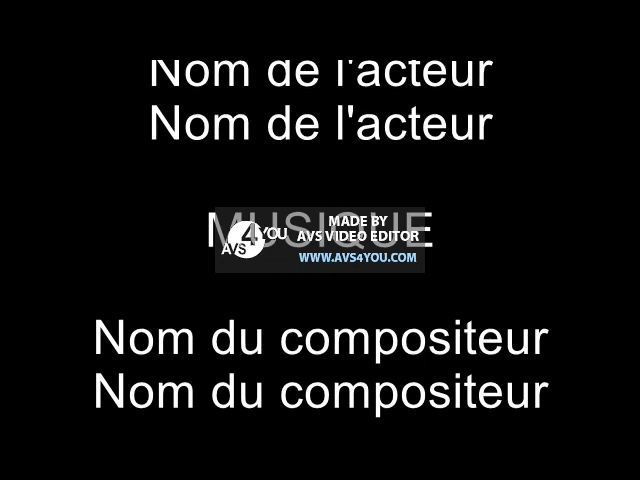 Nom de l'acteur
Nom de l'acteur
MUSIQUE
AVS4YOU
MADE BY
AVS VIDEO EDITOR
WWW.AVS4YOU.COM
Nom du compositeur
Nom du compositeur